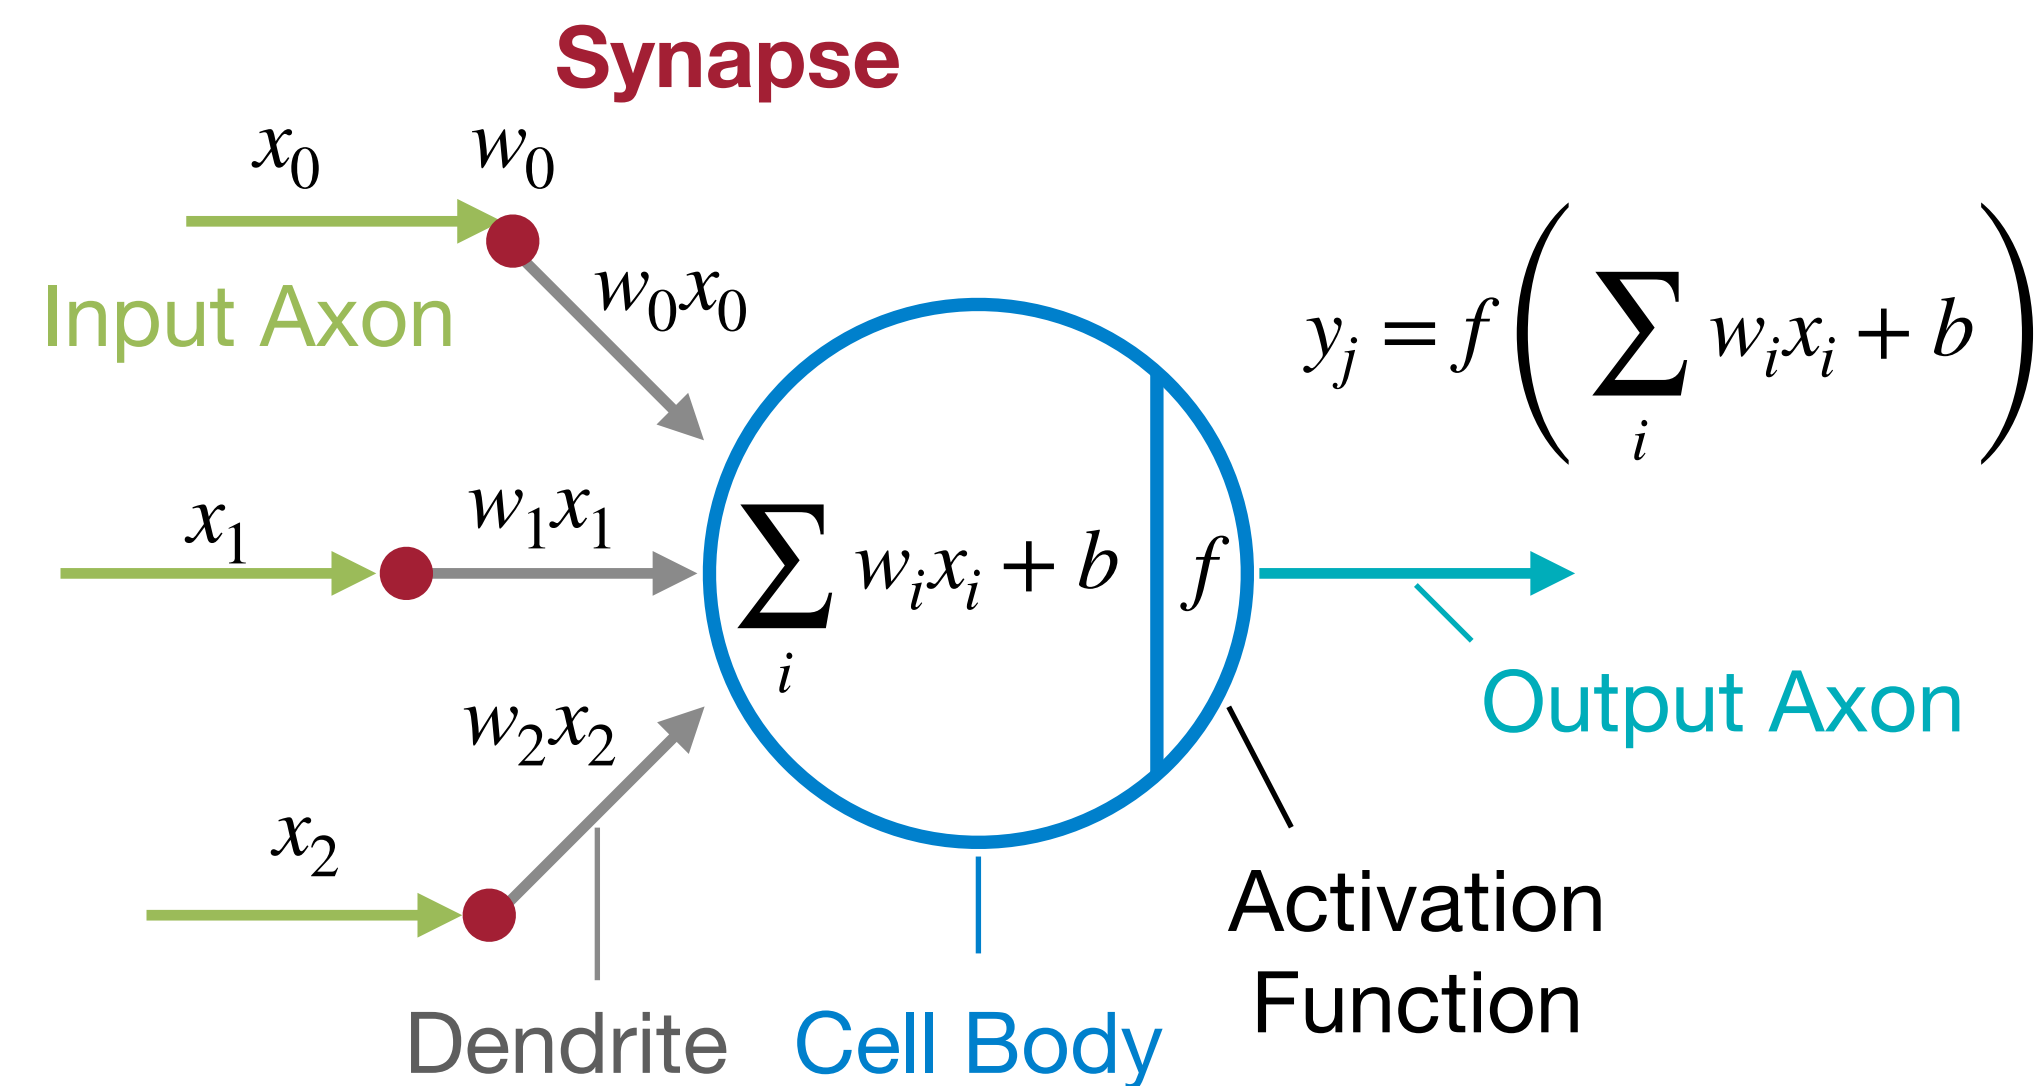 Synapse
x₀
w₀
w₀x₀
Input Axon
yⱼ = f(∑ᵢ wᵢxᵢ + b)
x₁
w₁x₁
∑ᵢ wᵢxᵢ + b
f
w₂x₂
Output Axon
x₂
Activation
Function
Dendrite
Cell Body